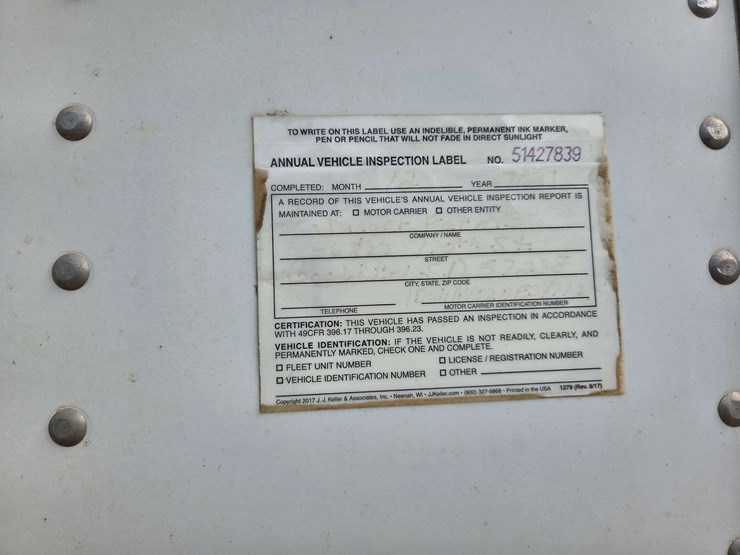 TO WRITE ON THIS LABEL USE AN INDELIBLE, PERMANENT INK MARKER,
PEN OR PENCIL THAT WILL NOT FADE IN DIRECT SUNLIGHT
ANNUAL VEHICLE INSPECTION LABEL NO. 51427839
COMPLETED: MONTH YEAR
A RECORD OF THIS VEHICLE'S ANNUAL VEHICLE INSPECTION REPORT IS
MAINTAINED AT: ☐ MOTOR CARRIER ☐ OTHER ENTITY
COMPANY / NAME
STREET
CITY, STATE, ZIP CODE
TELEPHONE MOTOR CARRIER IDENTIFICATION NUMBER
CERTIFICATION: THIS VEHICLE HAS PASSED AN INSPECTION IN ACCORDANCE
WITH 49CFR 396.17 THROUGH 396.23.
VEHICLE IDENTIFICATION: IF THE VEHICLE IS NOT READILY, CLEARLY, AND
PERMANENTLY MARKED, CHECK ONE AND COMPLETE.
☐ FLEET UNIT NUMBER ☐ LICENSE / REGISTRATION NUMBER
☐ VEHICLE IDENTIFICATION NUMBER ☐ OTHER
Copyright 2017 J. J. Keller & Associates, Inc. • Neenah, WI • JJKeller.com • (800) 327-6868 • Printed in the USA 1279 (Rev. 8/17)